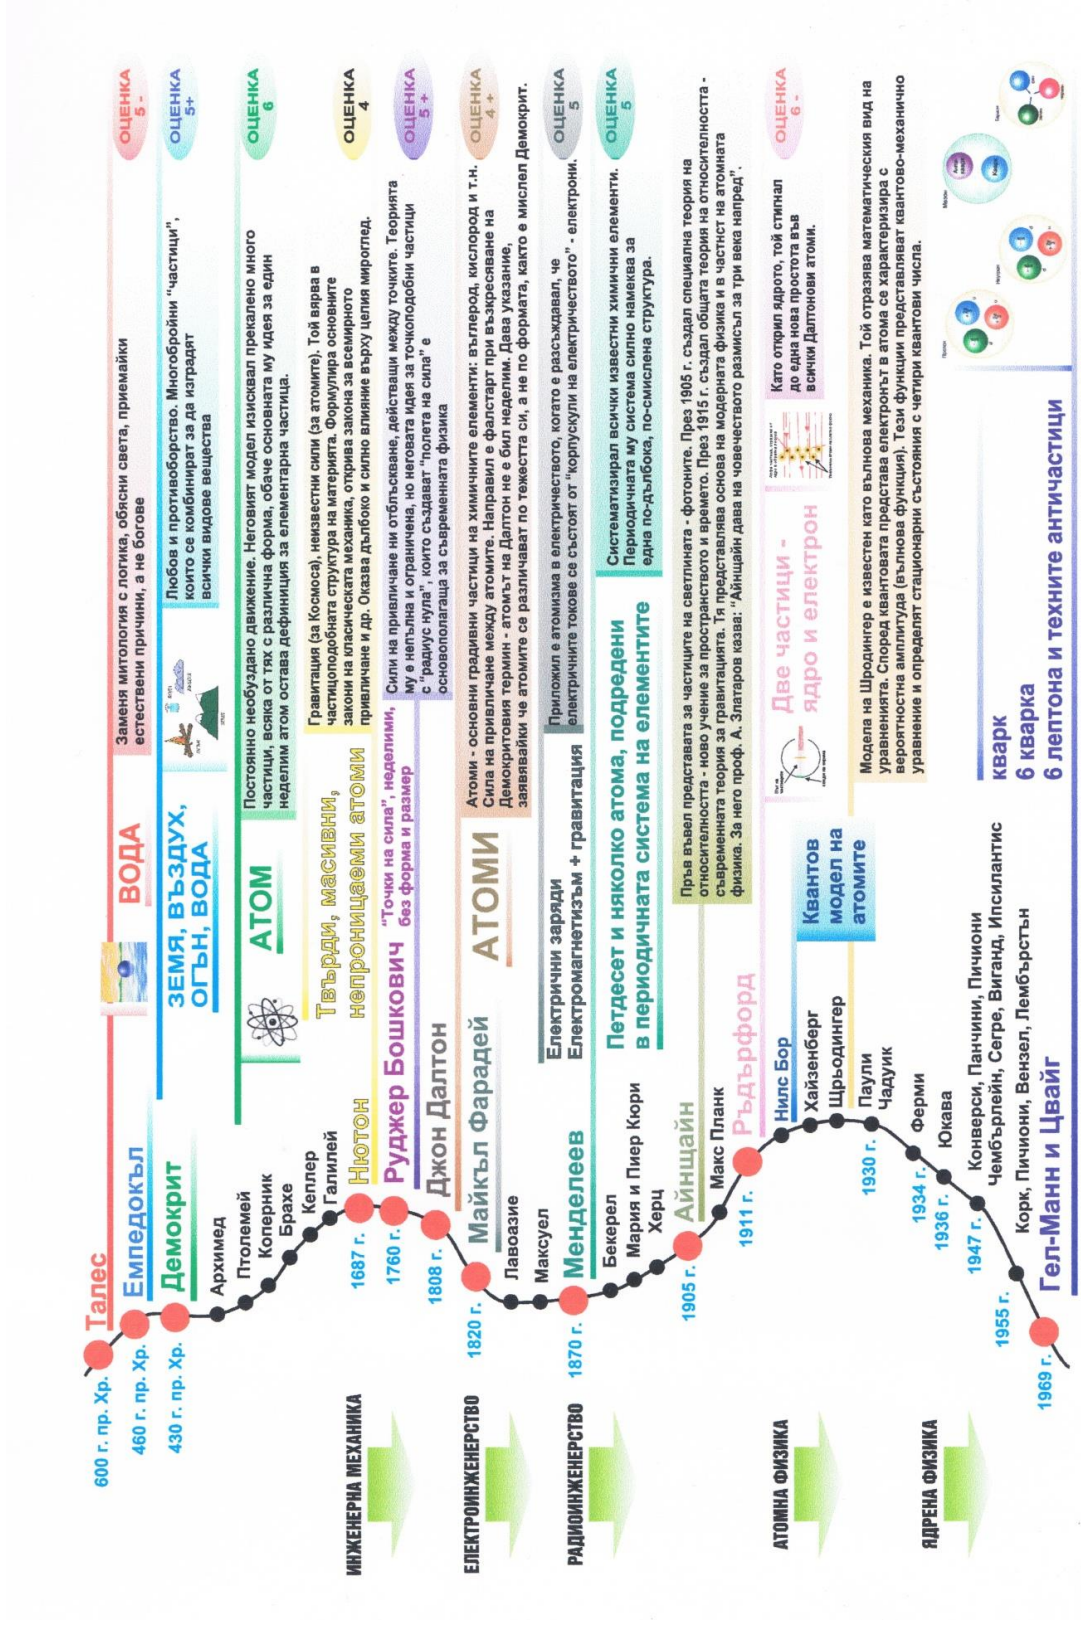 600 г. пр. Хр.
Талес
ВОДА
Заменя митология с логика, обясни света, приемайки
естествени причини, а не богове
ОЦЕНКА
5 -
460 г. пр. Хр.
Емпедокъл
ЗЕМЯ, ВЪЗДУХ,
ОГЪН, ВОДА
Любов и противоборство. Многобройни “частици”,
които се комбинират за да изградят
всички видове вещества
ОЦЕНКА
5+
430 г. пр. Хр.
Демокрит
АТОМ
Постоянно необуздано движение. Неговият модел изисквал прекалено много
частици, всяка от тях с различна форма, обаче основната му идея за един
неделим атом остава дефиниция за елементарна частица.
ОЦЕНКА
6
Архимед
Птолемей
Коперник
Брахе
Кеплер
Галилей
1687 г.
Нютон
Твърди, масивни,
непроницаеми атоми
Гравитация (за Космоса), неизвестни сили (за атомите). Той вярва в
частицоподобната структура на материята. Формулира основните
закони на класическата механика, открива закона за всемирното
привличане и др. Оказва дълбоко и силно влияние върху целия мироглед.
ОЦЕНКА
4
1760 г.
Руджер Бошкович
“Точки на сила”, неделими,
без форма и размер
Сили на привличане ни отблъскване, действащи между точките. Теорията
му е непълна и ограничена, но неговата идея за точкоподобни частици
с “радиус нула”, които създават “полета на сила” е
основополагаща за съвременната физика
ОЦЕНКА
5 +
1808 г.
Джон Далтон
АТОМИ
Атоми - основни градивни частици на химичните елементи: въглерод, кислород и т.н.
Сила на привличане между атомите. Направил е фалстарт при възкресяване на
Демокритовия термин - атомът на Далтон не е бил неделим. Дава указание,
заявявайки че атомите се различават по тежестта си, а не по формата, както е мислел Демокрит.
ОЦЕНКА
4 +
1820 г.
Майкъл Фарадей
Електрични заряди
Електромагнетизъм + гравитация
Приложил е атомизма в електричеството, когато е разсъждавал, че
електричните токове се състоят от “корпускули на електричеството” - електрони.
ОЦЕНКА
5
Лавоазие
Максуел
1870 г.
Менделеев
Петдесет и няколко атома, подредени
в периодичната система на елементите
Систематизирал всички известни химични елементи.
Периодичната му система силно намеква за
една по-дълбока, по-смислена структура.
ОЦЕНКА
5
Бекерел
Мария и Пиер Кюри
Херц
1905 г.
Айнщайн
Пръв въвел представата за частиците на светлината - фотоните. През 1905 г. създал специална теория на
относителността - ново учение за пространството и времето. През 1915 г. създал общата теория на относителността -
съвременната теория за гравитацията. Тя представлява основа на модерната физика и в частност на атомната
физика. За него проф. А. Златаров казва: “Айнщайн дава на човечеството размисъл за три века напред”.
Макс Планк
1911 г.
Ръдърфорд
Две частици -
ядро и електрон
Като открил ядрото, той стигнал
до една нова простота във
всички Далтонови атоми.
ОЦЕНКА
6 -
Нилс Бор
Хайзенберг
Црьодингер
Квантов
модел на
атомите
Модела на Шродингер е известен като вълнова механика. Той отразява математическия вид на
уравненията. Според квантовата представа електронът в атома се характеризира с
вероятностна амплитуда (вълнова функция). Тези функции представляват квантово-механично
уравнение и определят стационарни състояния с четири квантови числа.
1930 г.
Паули
Чадуик
1934 г.
Ферми
1936 г.
Юкава
1947 г.
Конверси, Панчини, Пичиони
Чембърлейн, Сегре, Виганд, Ипсилантис
1955 г.
Корк, Пичиони, Вензел, Лембърстън
1969 г.
Гел-Манн и Цвайг
кварк
6 кварка
6 лептона и техните античастици
Протон
Неутрон
Мезон
ИНЖЕНЕРНА МЕХАНИКА
ЕЛЕКТРОИНЖЕНЕРСТВО
РАДИОИНЖЕНЕРСТВО
АТОМНА ФИЗИКА
ЯДРЕНА ФИЗИКА